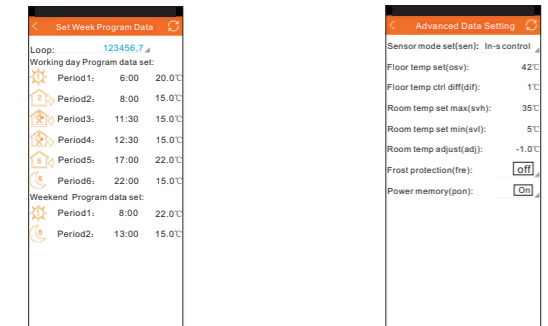 Set Week Program Data
Loop: 123456,7
Working day Program data set:
Period1: 6:00 20.0℃
2 Period2: 8:00 15.0℃
Period3: 11:30 15.0℃
Period4: 12:30 15.0℃
5 Period5: 17:00 22.0℃
6 Period6: 22:00 15.0℃
Weekend Program data set:
1 Period1: 8:00 22.0℃
6 Period2: 13:00 15.0℃
Advanced Data Setting
Sensor mode set(sen): In-s control
Floor temp set(osv): 42℃
Floor temp ctrl diff(dif): 1℃
Room temp set max(svh): 35℃
Room temp set min(svl): 5℃
Room temp adjust(adj): -1.0℃
Frost protection(fre): off
Power memory(pon): On